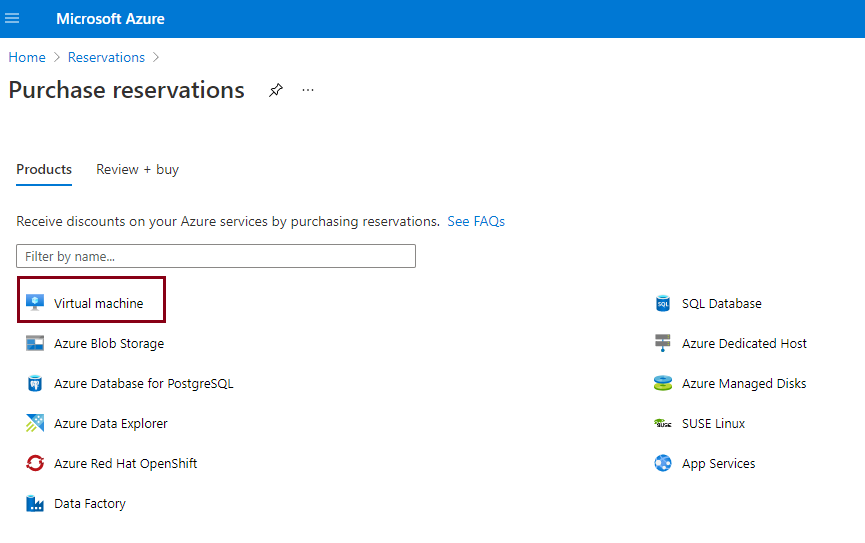 Microsoft Azure
Home > Reservations >
Purchase reservations ...
Products Review + buy
Receive discounts on your Azure services by purchasing reservations. See FAQs
Filter by name...
Virtual machine SQL Database
Azure Blob Storage Azure Dedicated Host
SQL Azure Database for PostgreSQL Azure Managed Disks
Azure Data Explorer SUSE SUSE Linux
Azure Red Hat OpenShift App Services
Data Factory